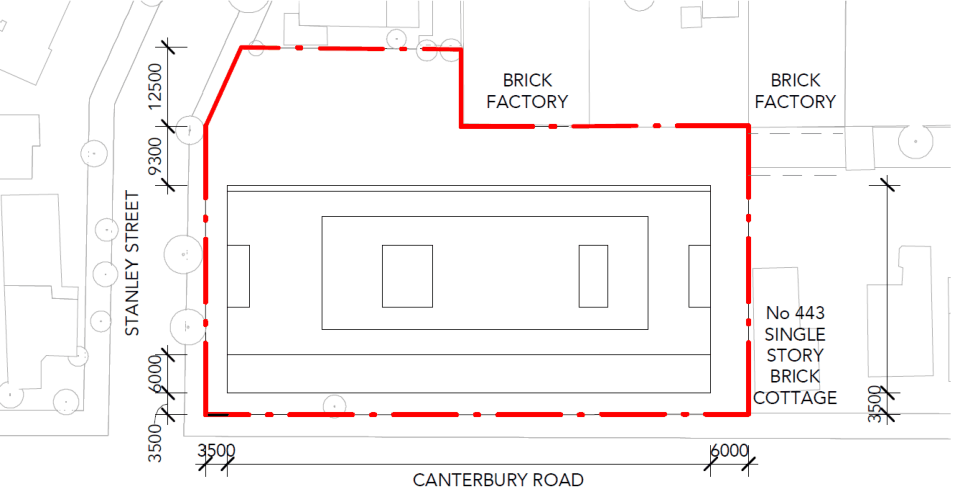 12500
BRICK
FACTORY
BRICK
FACTORY
9300
STANLEY STREET
No 443
SINGLE
STORY
BRICK
COTTAGE
6000
3500
3500
3500
6000
CANTERBURY ROAD